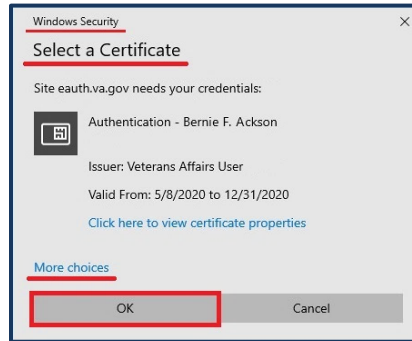 Windows Security
Select a Certificate
Site eauth.va.gov needs your credentials:
Authentication - Bernie F. Ackson
Issuer: Veterans Affairs User
Valid From: 5/8/2020 to 12/31/2020
Click here to view certificate properties
More choices
OK Cancel